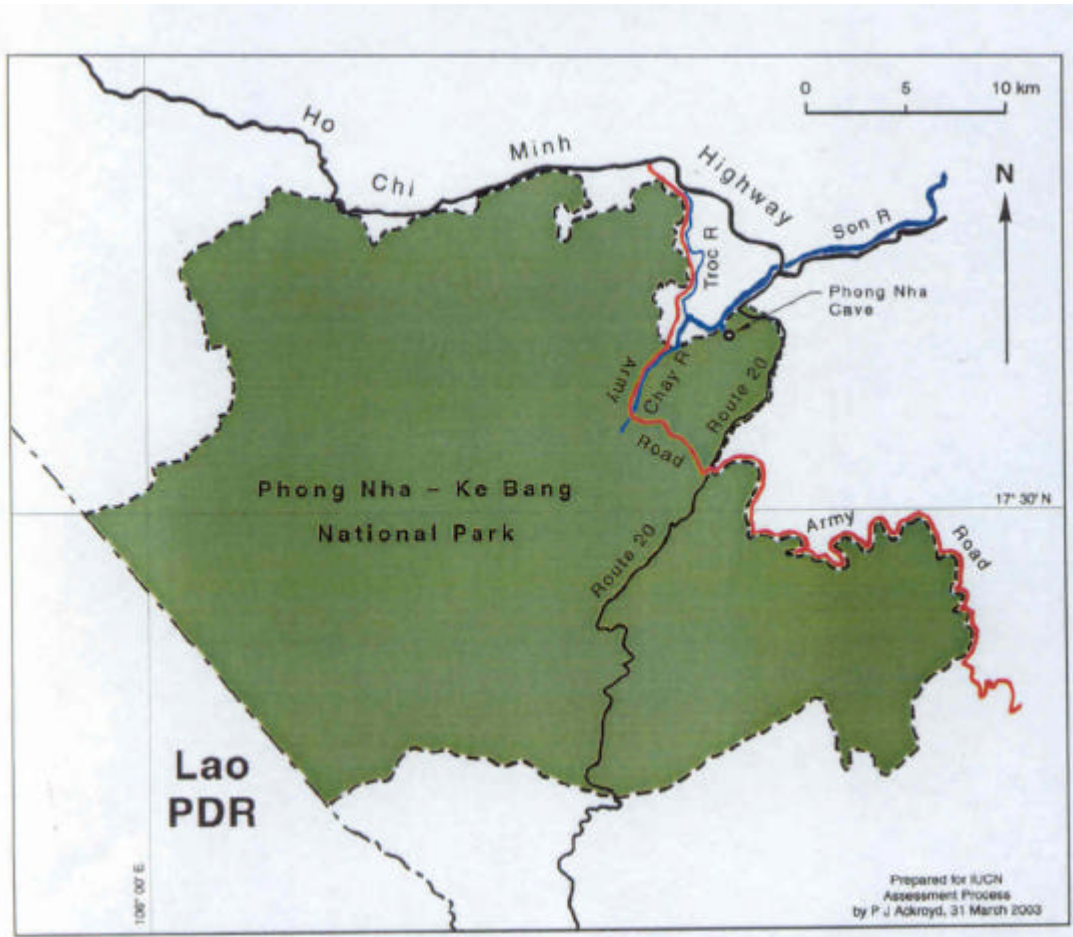 0 5 10 km
Ho
Chi
Minh
Highway
N
Son R
Troc R
Phong Nha
Cave
Army
Chay R
Road
Route 20
Phong Nha – Ke Bang
National Park
17° 30' N
Army
Road
Route 20
Lao
PDR
106° 00' E.
Prepared for IUCN
Assessment Process
by P J Ackroyd, 31 March 2003